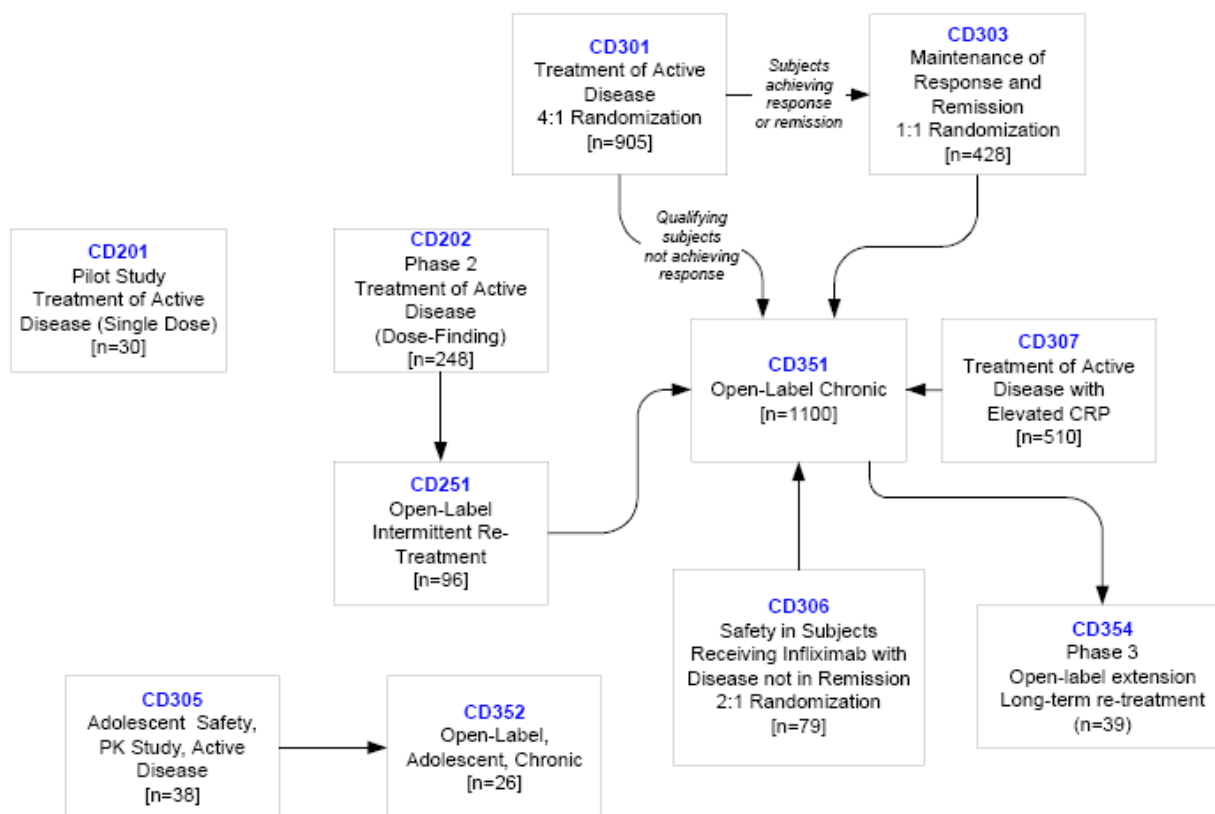 CD301
Treatment of Active
Disease
4:1 Randomization
[n=905]
Subjects
achieving
response
or remission
CD303
Maintenance of
Response and
Remission
1:1 Randomization
[n=428]
Qualifying
subjects
not achieving
response
CD201
Pilot Study
Treatment of Active
Disease (Single Dose)
[n=30]
CD202
Phase 2
Treatment of Active
Disease
(Dose-Finding)
[n=248]
CD351
Open-Label Chronic
[n=1100]
CD307
Treatment of Active
Disease with
Elevated CRP
[n=510]
CD251
Open-Label
Intermittent Re-
Treatment
[n=96]
CD306
Safety in Subjects
Receiving Infliximab with
Disease not in Remission
2:1 Randomization
[n=79]
CD354
Phase 3
Open-label extension
Long-term re-treatment
(n=39)
CD305
Adolescent Safety,
PK Study, Active
Disease
[n=38]
CD352
Open-Label,
Adolescent, Chronic
[n=26]